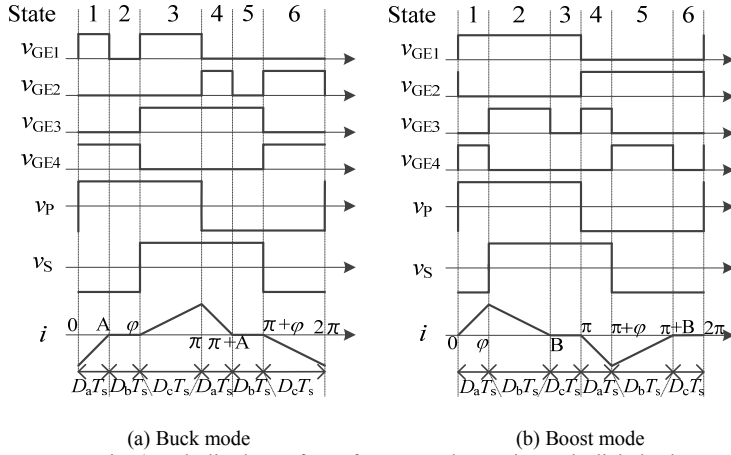 State 1 2 3 4 5 6
vGE1
vGE2
vGE3
vGE4
vP
vS
i
0 A φ π π+A π+φ 2π
DaTs DbTs DcTs DaTs DbTs DcTs
(a) Buck mode
State 1 2 3 4 5 6
vGE1
vGE2
vGE3
vGE4
vP
vS
i
0 φ B π π+φ π+B 2π
DaTs DbTs DcTs DaTs DbTs DcTs
(b) Boost mode